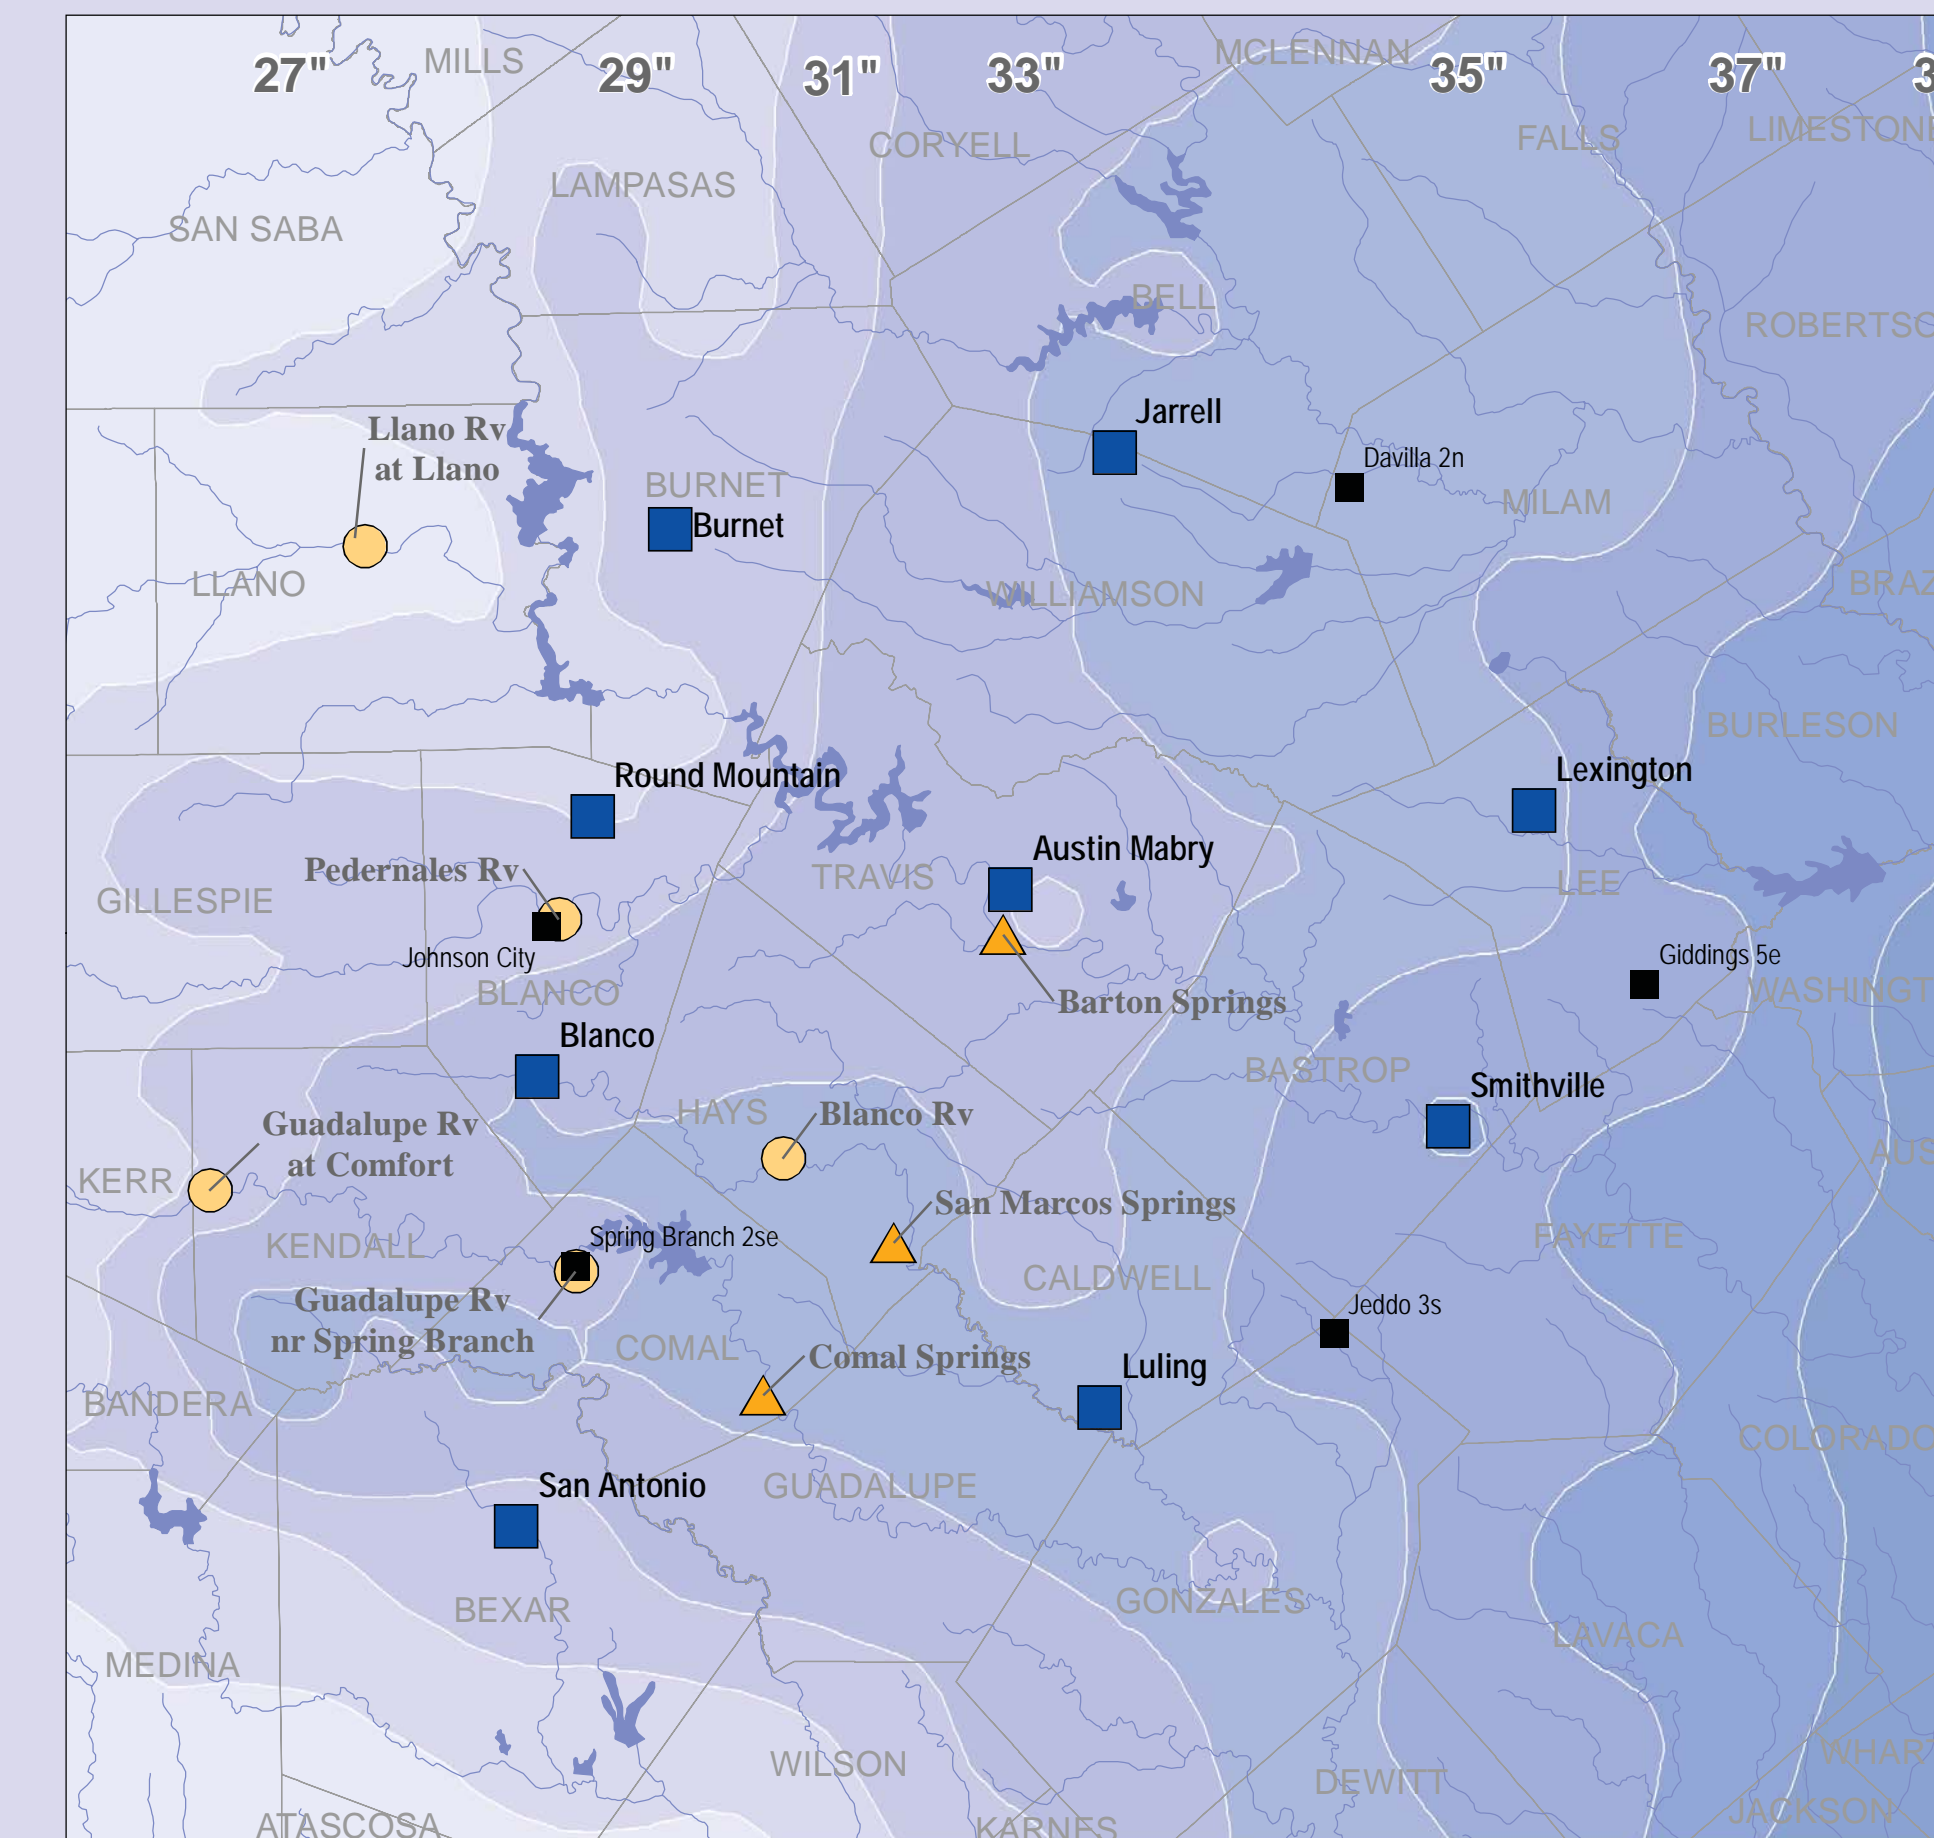 27" 29" 31" 33" 35" 37" 3
MILLS
MCLENNAN
CORYELL
FALLS
LIMESTONE
LAMPASAS
SAN SABA
BELL
ROBERTSO
Llano Rv
at Llano
Jarrell
Davilla 2n
BURNET
Burnet
MILAM
LLANO
WILLIAMSON
BRAZ
BURLESON
Round Mountain
Lexington
Austin Mabry
Pedernales Rv
TRAVIS
LEE
GILLESPIE
Johnson City
Giddings 5e
BLANCO
Barton Springs
WASHINGT
Blanco
BASTROP
Smithville
HAYS
Blanco Rv
Guadalupe Rv
at Comfort
KERR
AUS
San Marcos Springs
KENDALL
Spring Branch 2se
FAYETTE
CALDWELL
Guadalupe Rv
nr Spring Branch
Jeddo 3s
COMAL
Comal Springs
Luling
BANDERA
COLORADO
San Antonio
GUADALUPE
BEXAR
GONZALES
LAVACA
MEDINA
WILSON
DEWITT
WHAR
JACKSON
ATASCOSA
KARNES